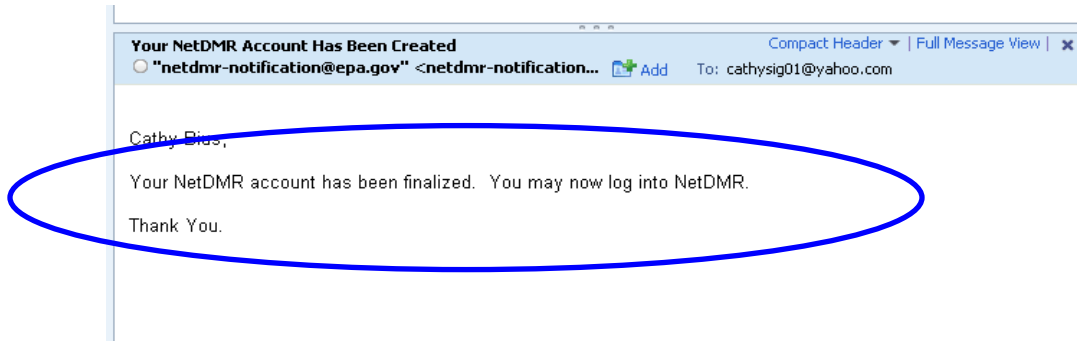 Your NetDMR Account Has Been Created
Compact Header | Full Message View |
"netdmr-notification@epa.gov" <netdmr-notification... Add To: cathysig01@yahoo.com
Cathy Bius,
Your NetDMR account has been finalized. You may now log into NetDMR.
Thank You.